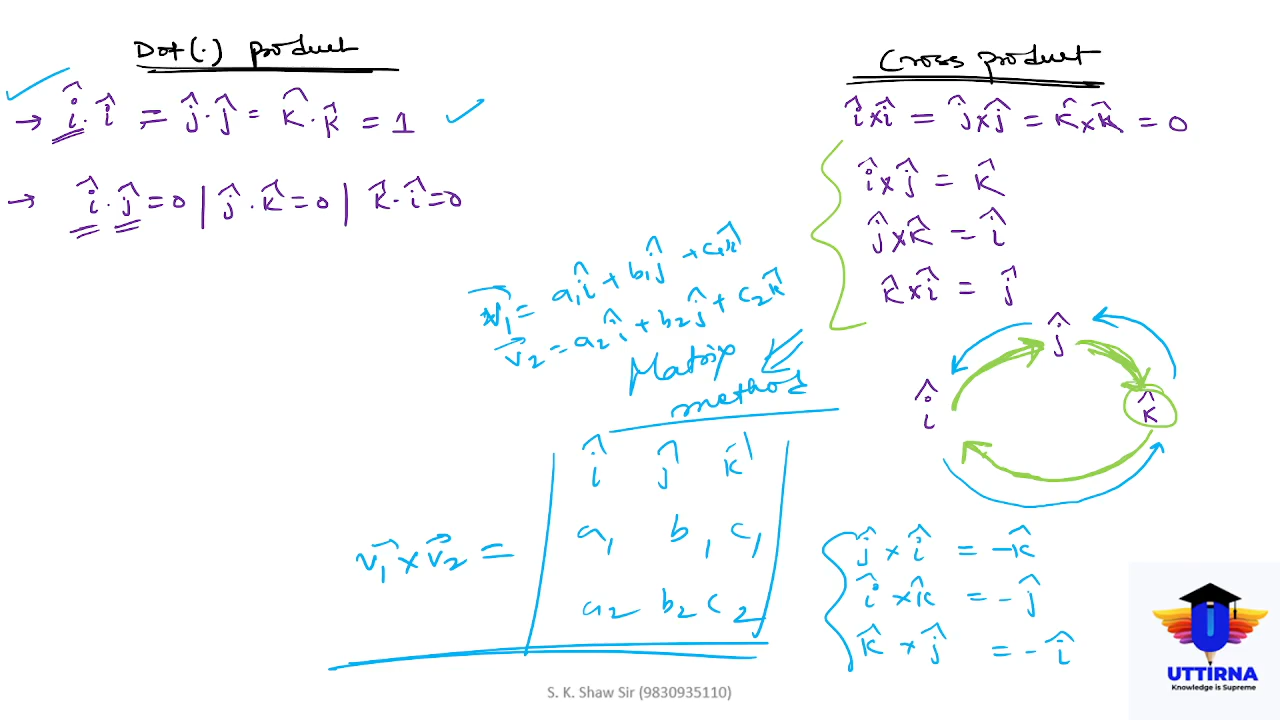 Dot(·) product
→ î·î = ĵ·ĵ = k̂·k̂ = 1
→ î·ĵ=0 | ĵ·k̂=0 | k̂·î=0
Cross product
î×î = ĵ×ĵ = k̂×k̂ = 0
î×ĵ = k̂
ĵ×k̂ = î
k̂×î = ĵ
v⃗₁ = a₁î + b₁ĵ + c₁k̂
v⃗₂ = a₂î + b₂ĵ + c₂k̂
Matrix
method
ĵ
î
k̂
î ĵ k̂
a₁ b₁ c₁
v⃗₁×v⃗₂ =
a₂ b₂ c₂
ĵ×î = -k̂
î×k̂ = -ĵ
k̂×ĵ = -î
U
UTTIRNA
Knowledge is Supreme
S. K. Shaw Sir (9830935110)